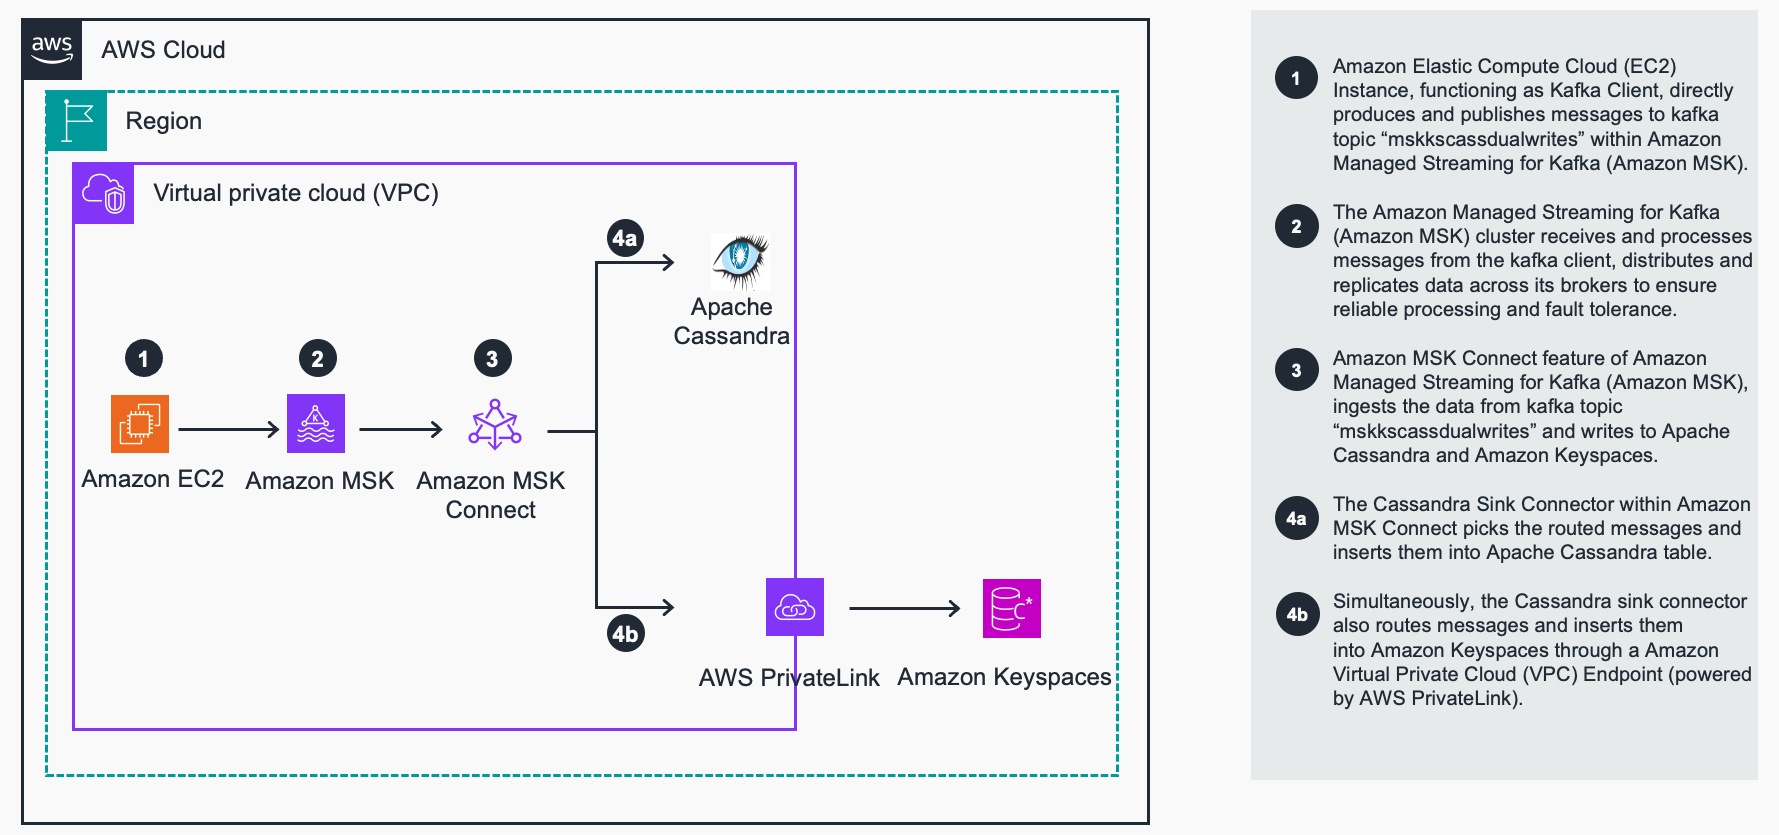 aws
AWS Cloud
Region
Virtual private cloud (VPC)
4a
Apache
Cassandra
1
2
3
K
Amazon EC2
Amazon MSK
Amazon MSK
Connect
4b
C*
AWS PrivateLink
Amazon Keyspaces
1
Amazon Elastic Compute Cloud (EC2)
Instance, functioning as Kafka Client, directly
produces and publishes messages to kafka
topic “mskkscassdualwrites” within Amazon
Managed Streaming for Kafka (Amazon MSK).
2
The Amazon Managed Streaming for Kafka
(Amazon MSK) cluster receives and processes
messages from the kafka client, distributes and
replicates data across its brokers to ensure
reliable processing and fault tolerance.
3
Amazon MSK Connect feature of Amazon
Managed Streaming for Kafka (Amazon MSK),
ingests the data from kafka topic
“mskkscassdualwrites” and writes to Apache
Cassandra and Amazon Keyspaces.
4a
The Cassandra Sink Connector within Amazon
MSK Connect picks the routed messages and
inserts them into Apache Cassandra table.
4b
Simultaneously, the Cassandra sink connector
also routes messages and inserts them
into Amazon Keyspaces through a Amazon
Virtual Private Cloud (VPC) Endpoint (powered
by AWS PrivateLink).